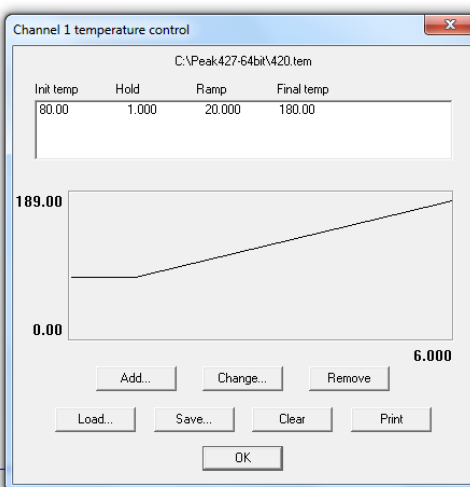 Channel 1 temperature control
C:\Peak427-64bit\420.tem
Init temp Hold Ramp Final temp
80.00 1.000 20.000 180.00
189.00
0.00
6.000
Add... Change... Remove
Load... Save... Clear Print
OK